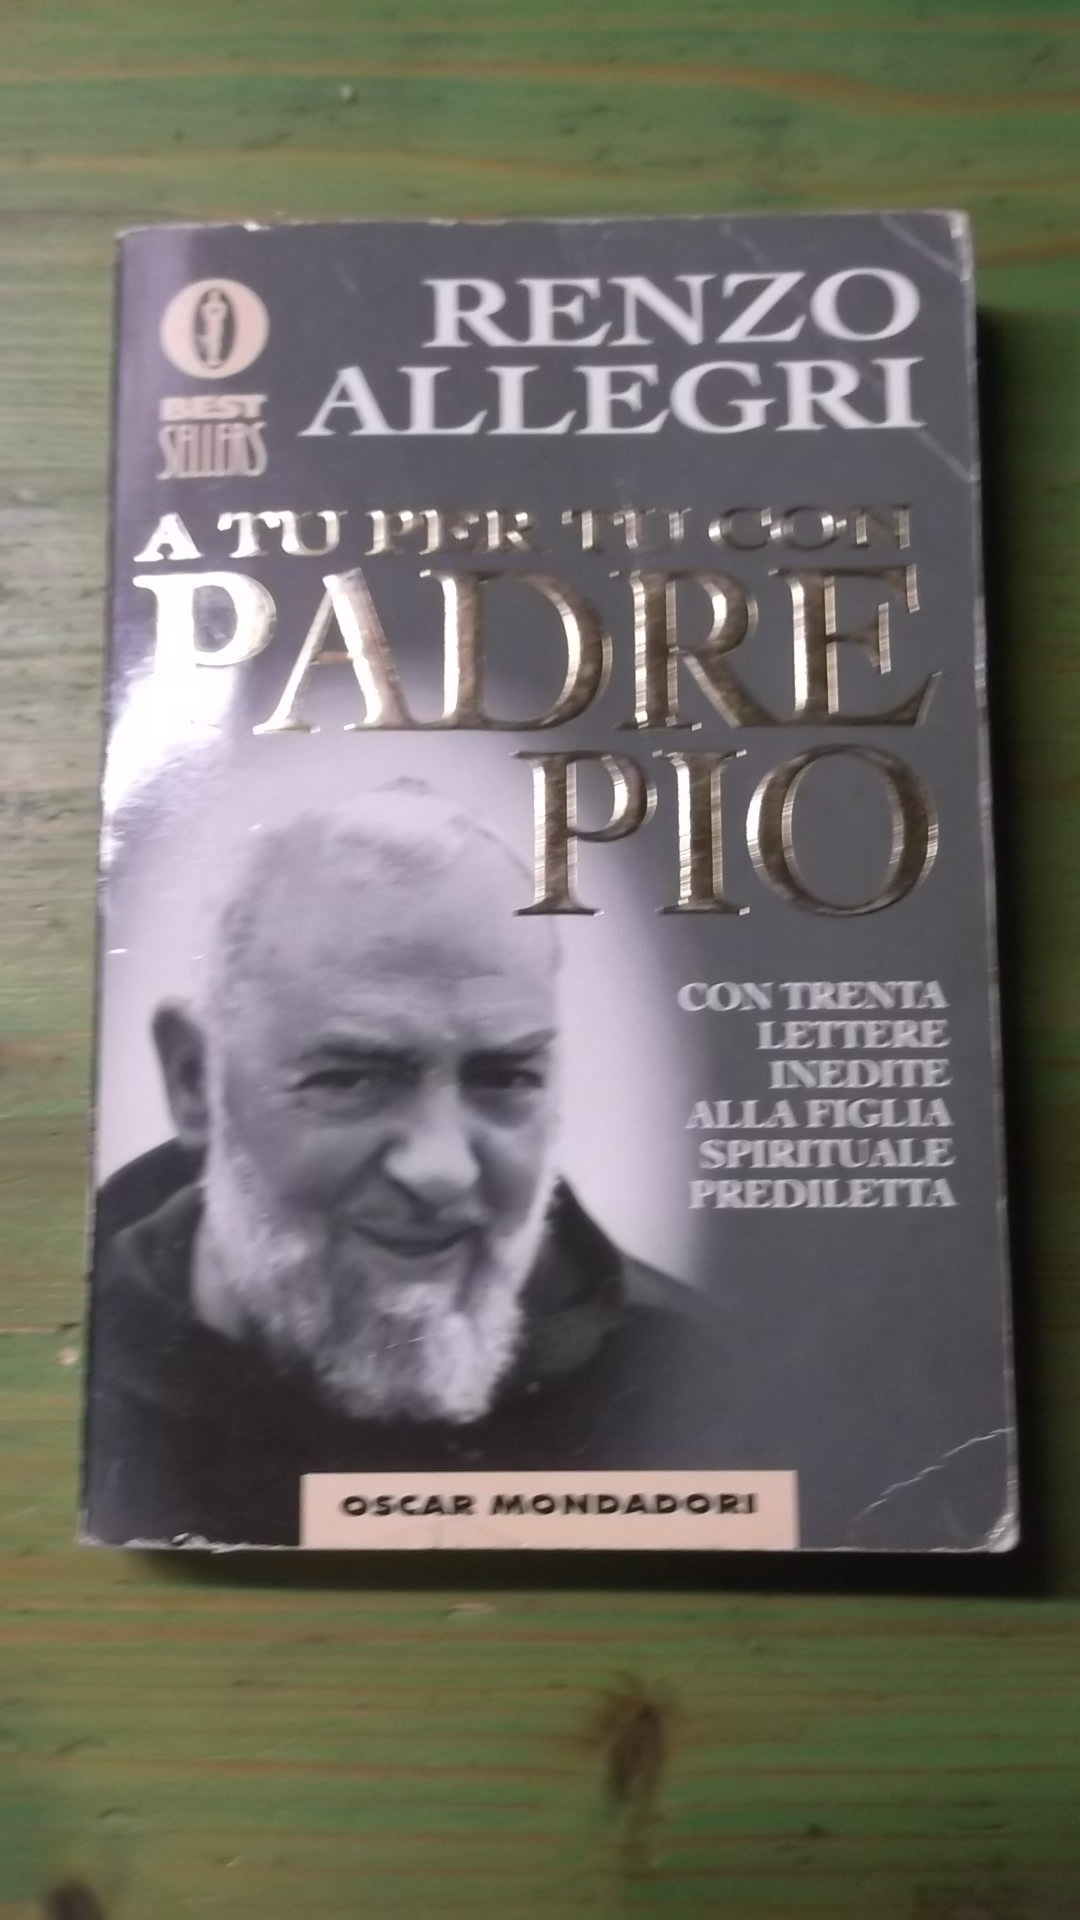 RENZO
ALLEGRI
BEST
SELLERS
A TU PER TU CON
PADRE
PIO
CON TRENTA
LETTERE
INEDITE
ALLA FIGLIA
SPIRITUALE
PREDILETTA
OSCAR MONDADORI